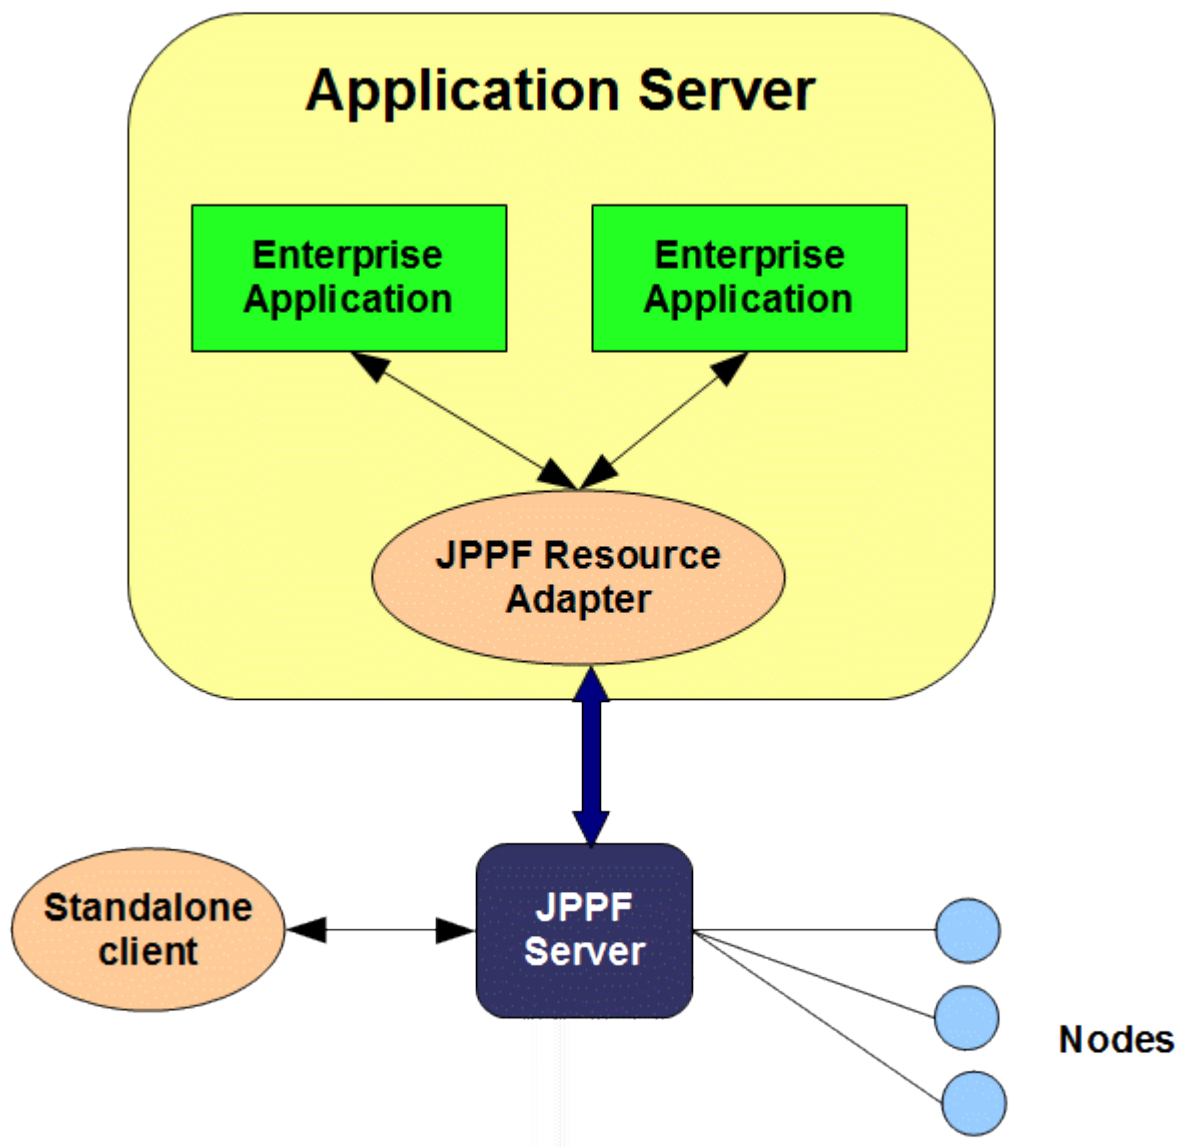 Application Server
Enterprise
Application
Enterprise
Application
JPPF Resource
Adapter
Standalone
client
JPPF
Server
Nodes